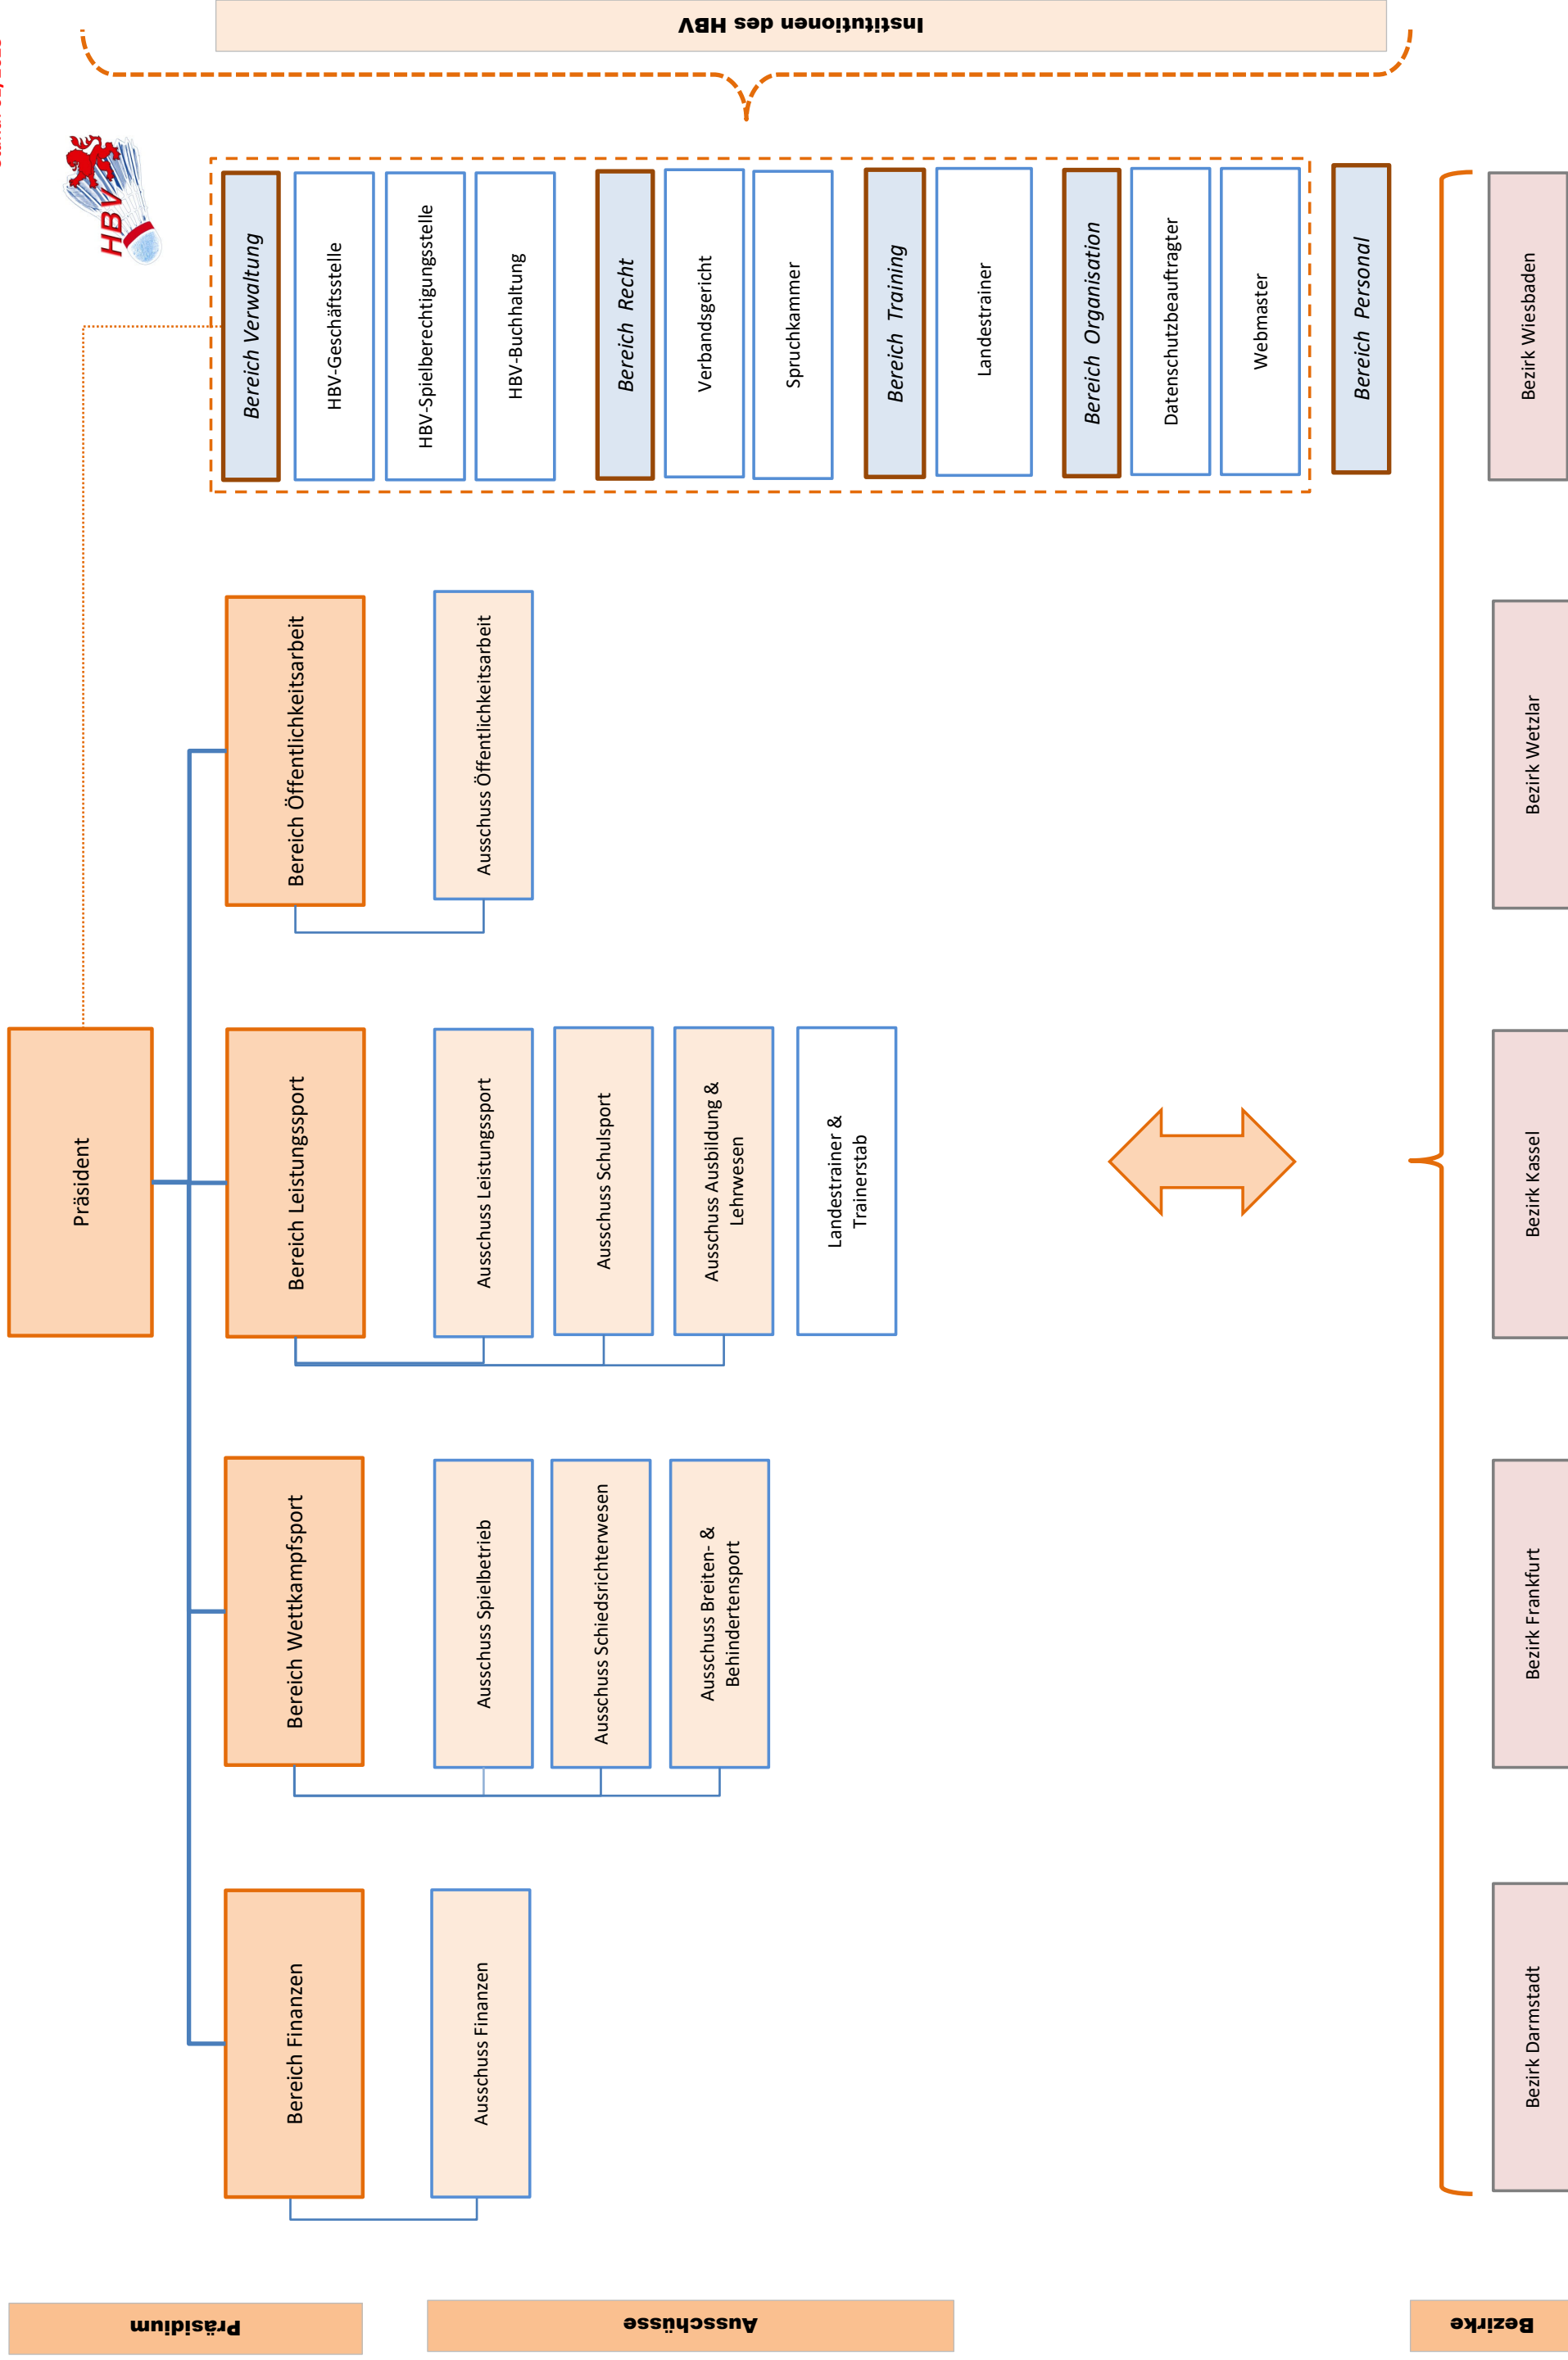 HBV
Präsidium
Präsident
Bereich Finanzen
Bereich Wettkampfsport
Bereich Leistungssport
Bereich Öffentlichkeitsarbeit
Ausschüsse
Ausschuss Finanzen
Ausschuss Spielbetrieb
Ausschuss Schiedsrichterwesen
Ausschuss Breiten- &
Behindertensport
Ausschuss Leistungssport
Ausschuss Schulsport
Ausschuss Ausbildung &
Lehrwesen
Landestrainer &
Trainerstab
Ausschuss Öffentlichkeitsarbeit
Bereich Verwaltung
HBV-Geschäftsstelle
HBV-Spielberechtigungsstelle
HBV-Buchhaltung
Bereich Recht
Verbandsgericht
Spruchkammer
Bereich Training
Landestrainer
Bereich Organisation
Datenschutzbeauftragter
Webmaster
Bereich Personal
Institutionen des HBV
Bezirke
Bezirk Darmstadt
Bezirk Frankfurt
Bezirk Kassel
Bezirk Wetzlar
Bezirk Wiesbaden